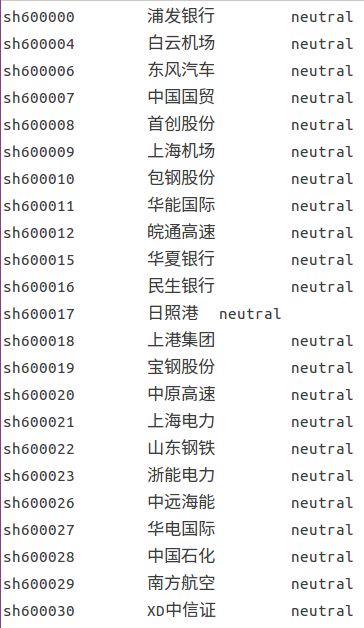 sh600000 浦发银行 neutral
sh600004 白云机场 neutral
sh600006 东风汽车 neutral
sh600007 中国国贸 neutral
sh600008 首创股份 neutral
sh600009 上海机场 neutral
sh600010 包钢股份 neutral
sh600011 华能国际 neutral
sh600012 皖通高速 neutral
sh600015 华夏银行 neutral
sh600016 民生银行 neutral
sh600017 日照港 neutral
sh600018 上港集团 neutral
sh600019 宝钢股份 neutral
sh600020 中原高速 neutral
sh600021 上海电力 neutral
sh600022 山东钢铁 neutral
sh600023 浙能电力 neutral
sh600026 中远海能 neutral
sh600027 华电国际 neutral
sh600028 中国石化 neutral
sh600029 南方航空 neutral
sh600030 XD中信证 neutral